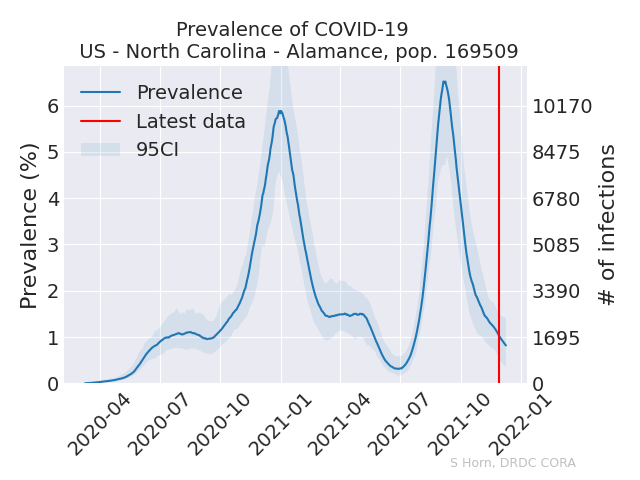 Prevalence of COVID-19
US - North Carolina - Alamance, pop. 169509
Prevalence
Latest data
95CI
Prevalence (%)
6
5
4
3
2
1
0
10170
8475
6780
5085
3390
1695
0
# of infections
2020-04
2020-07
2020-10
2021-01
2021-04
2021-07
2021-10
2022-01
S Horn, DRDC CORA